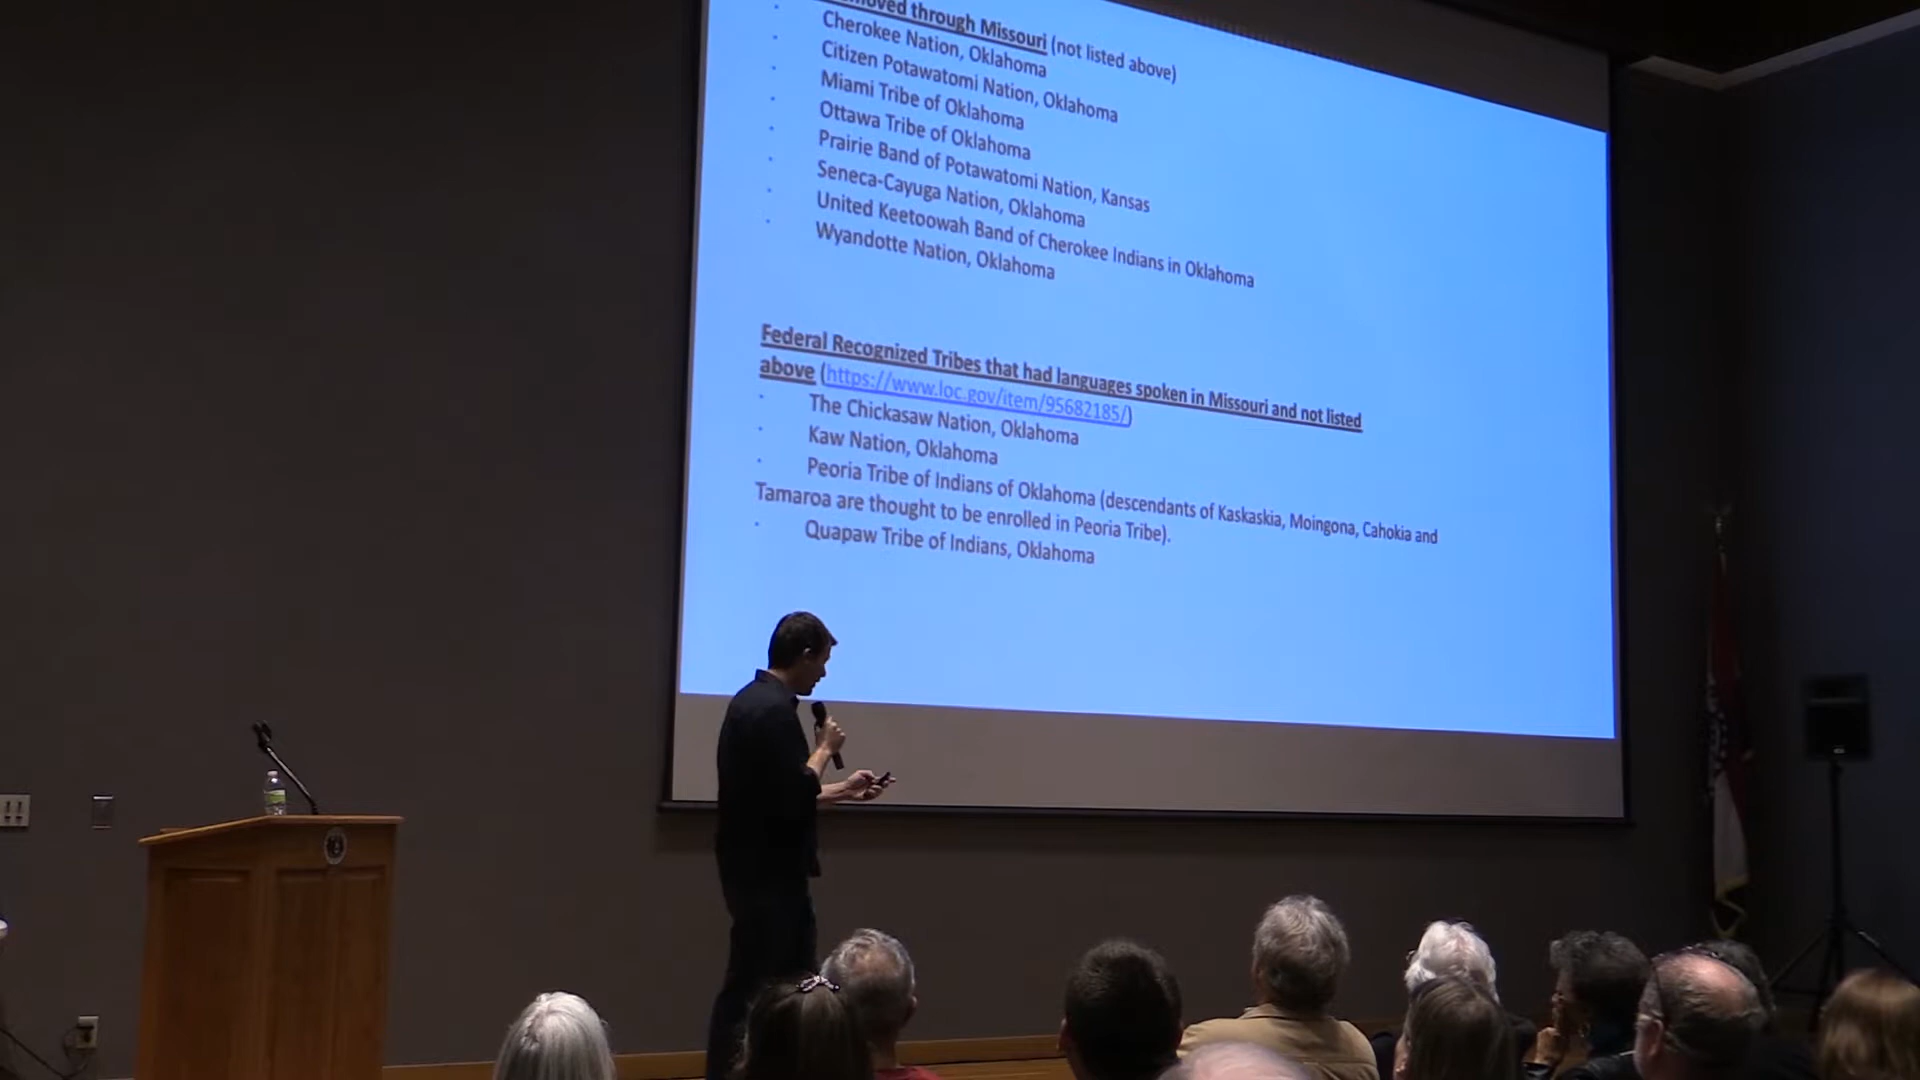 through Missouri (not listed above)
· Cherokee Nation, Oklahoma
· Citizen Potawatomi Nation, Oklahoma
· Miami Tribe of Oklahoma
· Ottawa Tribe of Oklahoma
· Prairie Band of Potawatomi Nation, Kansas
· Seneca-Cayuga Nation, Oklahoma
· United Keetoowah Band of Cherokee Indians in Oklahoma
· Wyandotte Nation, Oklahoma
Federal Recognized Tribes that had languages spoken in Missouri and not listed
above (https://www.loc.gov/item/95682185/)
· The Chickasaw Nation, Oklahoma
· Kaw Nation, Oklahoma
· Peoria Tribe of Indians of Oklahoma (descendants of Kaskaskia, Moingona, Cahokia and
Tamaroa are thought to be enrolled in Peoria Tribe).
· Quapaw Tribe of Indians, Oklahoma